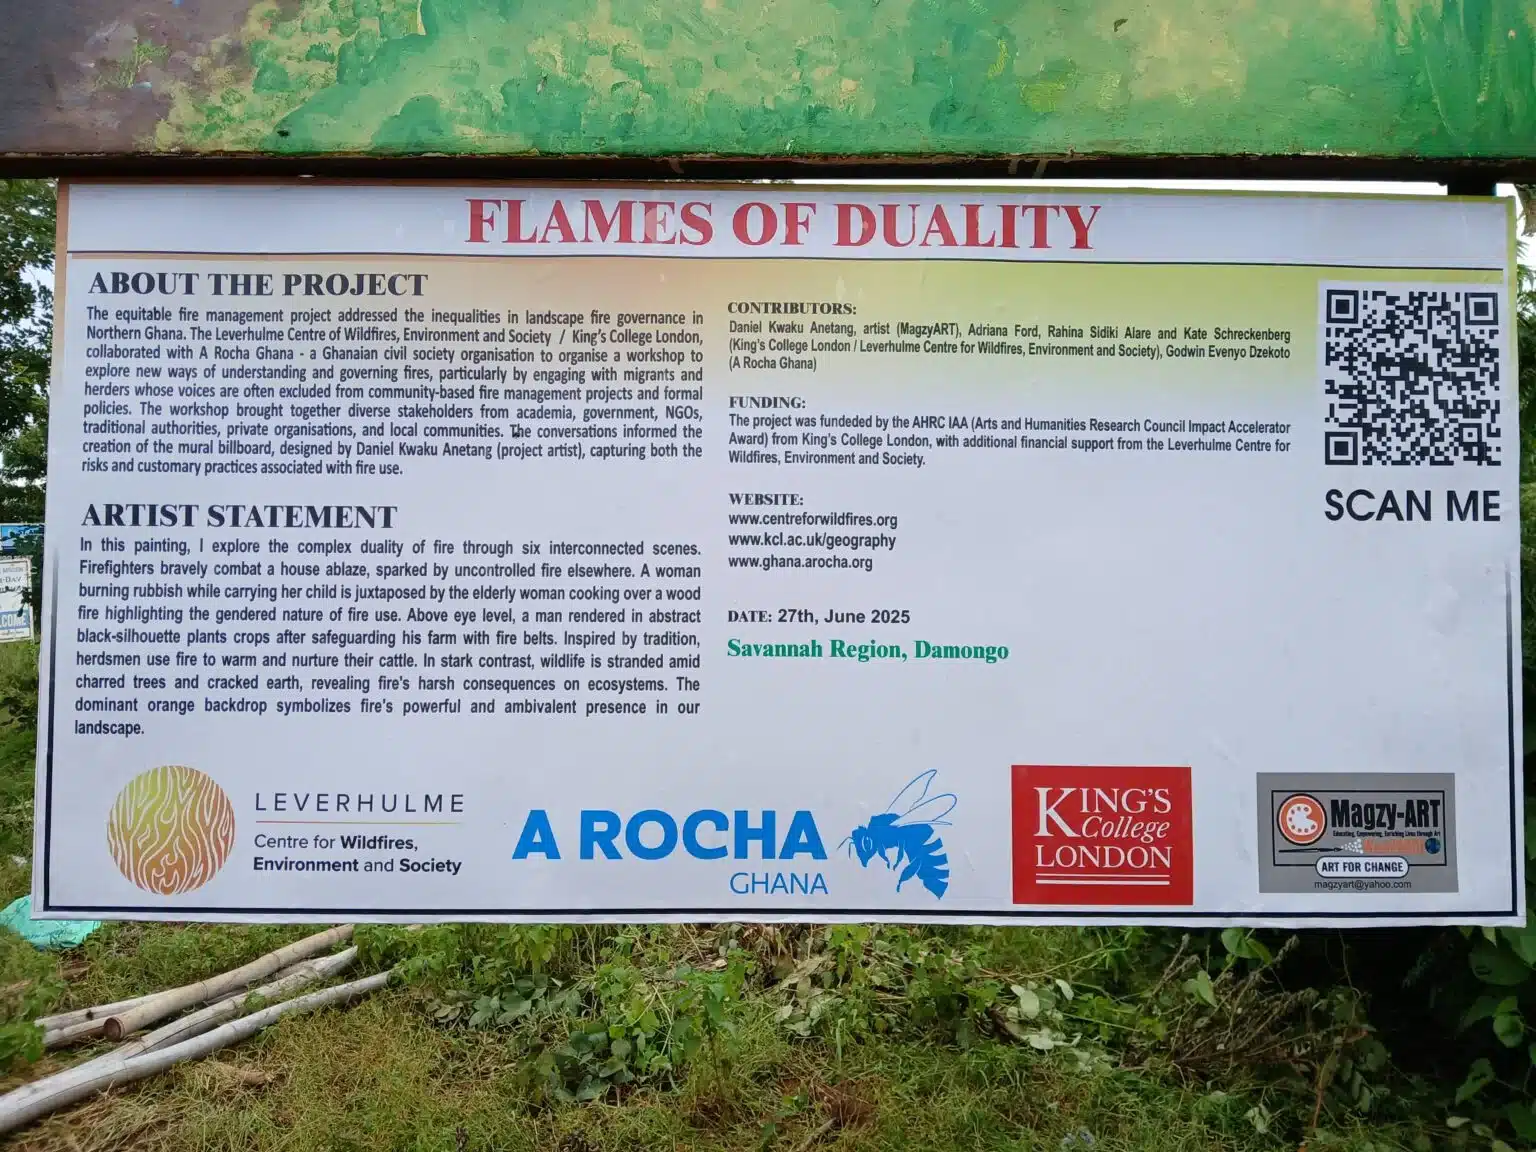 FLAMES OF DUALITY
ABOUT THE PROJECT
The equitable fire management project addressed the inequalities in landscape fire governance in
Northern Ghana. The Leverhulme Centre of Wildfires, Environment and Society / King's College London,
collaborated with A Rocha Ghana - a Ghanaian civil society organisation to organise a workshop to
explore new ways of understanding and governing fires, particularly by engaging with migrants and
herders whose voices are often excluded from community-based fire management projects and formal
policies. The workshop brought together diverse stakeholders from academia, government, NGOs,
traditional authorities, private organisations, and local communities. The conversations informed the
creation of the mural billboard, designed by Daniel Kwaku Anetang (project artist), capturing both the
risks and customary practices associated with fire use.
ARTIST STATEMENT
In this painting, I explore the complex duality of fire through six interconnected scenes.
Firefighters bravely combat a house ablaze, sparked by uncontrolled fire elsewhere. A woman
burning rubbish while carrying her child is juxtaposed by the elderly woman cooking over a wood
fire highlighting the gendered nature of fire use. Above eye level, a man rendered in abstract
black-silhouette plants crops after safeguarding his farm with fire belts. Inspired by tradition,
herdsmen use fire to warm and nurture their cattle. In stark contrast, wildlife is stranded amid
charred trees and cracked earth, revealing fire's harsh consequences on ecosystems. The
dominant orange backdrop symbolizes fire's powerful and ambivalent presence in our
landscape.
CONTRIBUTORS:
Daniel Kwaku Anetang, artist (MagzyART), Adriana Ford, Rahina Sidiki Alare and Kate Schreckenberg
(King's College London / Leverhulme Centre for Wildfires, Environment and Society), Godwin Evenyo Dzekoto
(A Rocha Ghana)
FUNDING:
The project was fundeded by the AHRC IAA (Arts and Humanities Research Council Impact Accelerator
Award) from King's College London, with additional financial support from the Leverhulme Centre for
Wildfires, Environment and Society.
WEBSITE:
www.centreforwildfires.org
www.kcl.ac.uk/geography
www.ghana.arocha.org
DATE: 27th, June 2025
Savannah Region, Damongo
SCAN ME
LEVERHULME
Centre for Wildfires,
Environment and Society
A ROCHA
GHANA
KING'S
College
LONDON
Magzy-ART
Educating, Empowering, Enriching Lives through Art
ART FOR CHANGE
magzyart@yahoo.com